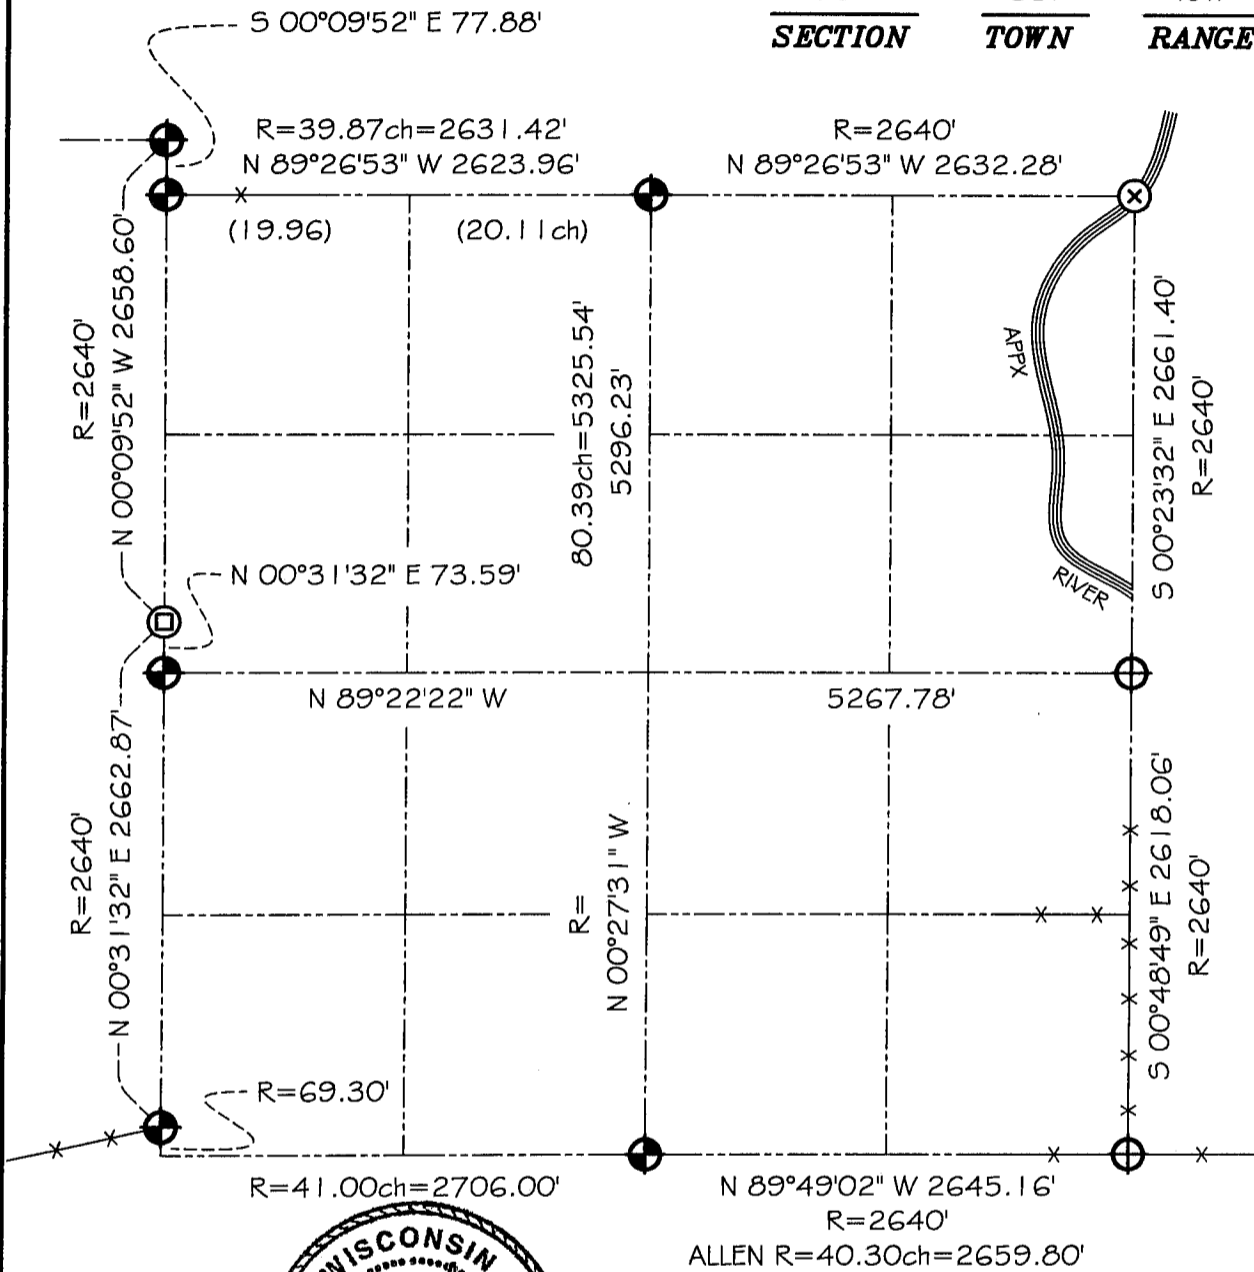 S 00°09'52" E 77.88'
SECTION TOWN RANGE
R=39.87ch=2631.42'
N 89°26'53" W 2623.96'
R=2640'
N 89°26'53" W 2632.28'
(19.96) (20.11ch)
R=2640'
N 00°09'52" W 2658.60'
80.39ch=5325.54'
5296.23'
APPX
RIVER
S 00°23'32" E 2661.40'
R=2640'
N 00°31'32" E 73.59'
N 89°22'22" W 5267.78'
R=2640'
N 00°31'32" E 2662.87'
R=
N 00°27'31" W
S 00°48'49" E 2618.06'
R=2640'
R=69.30'
R=41.00ch=2706.00'
N 89°49'02" W 2645.16'
R=2640'
ALLEN R=40.30ch=2659.80'
WISCONSIN